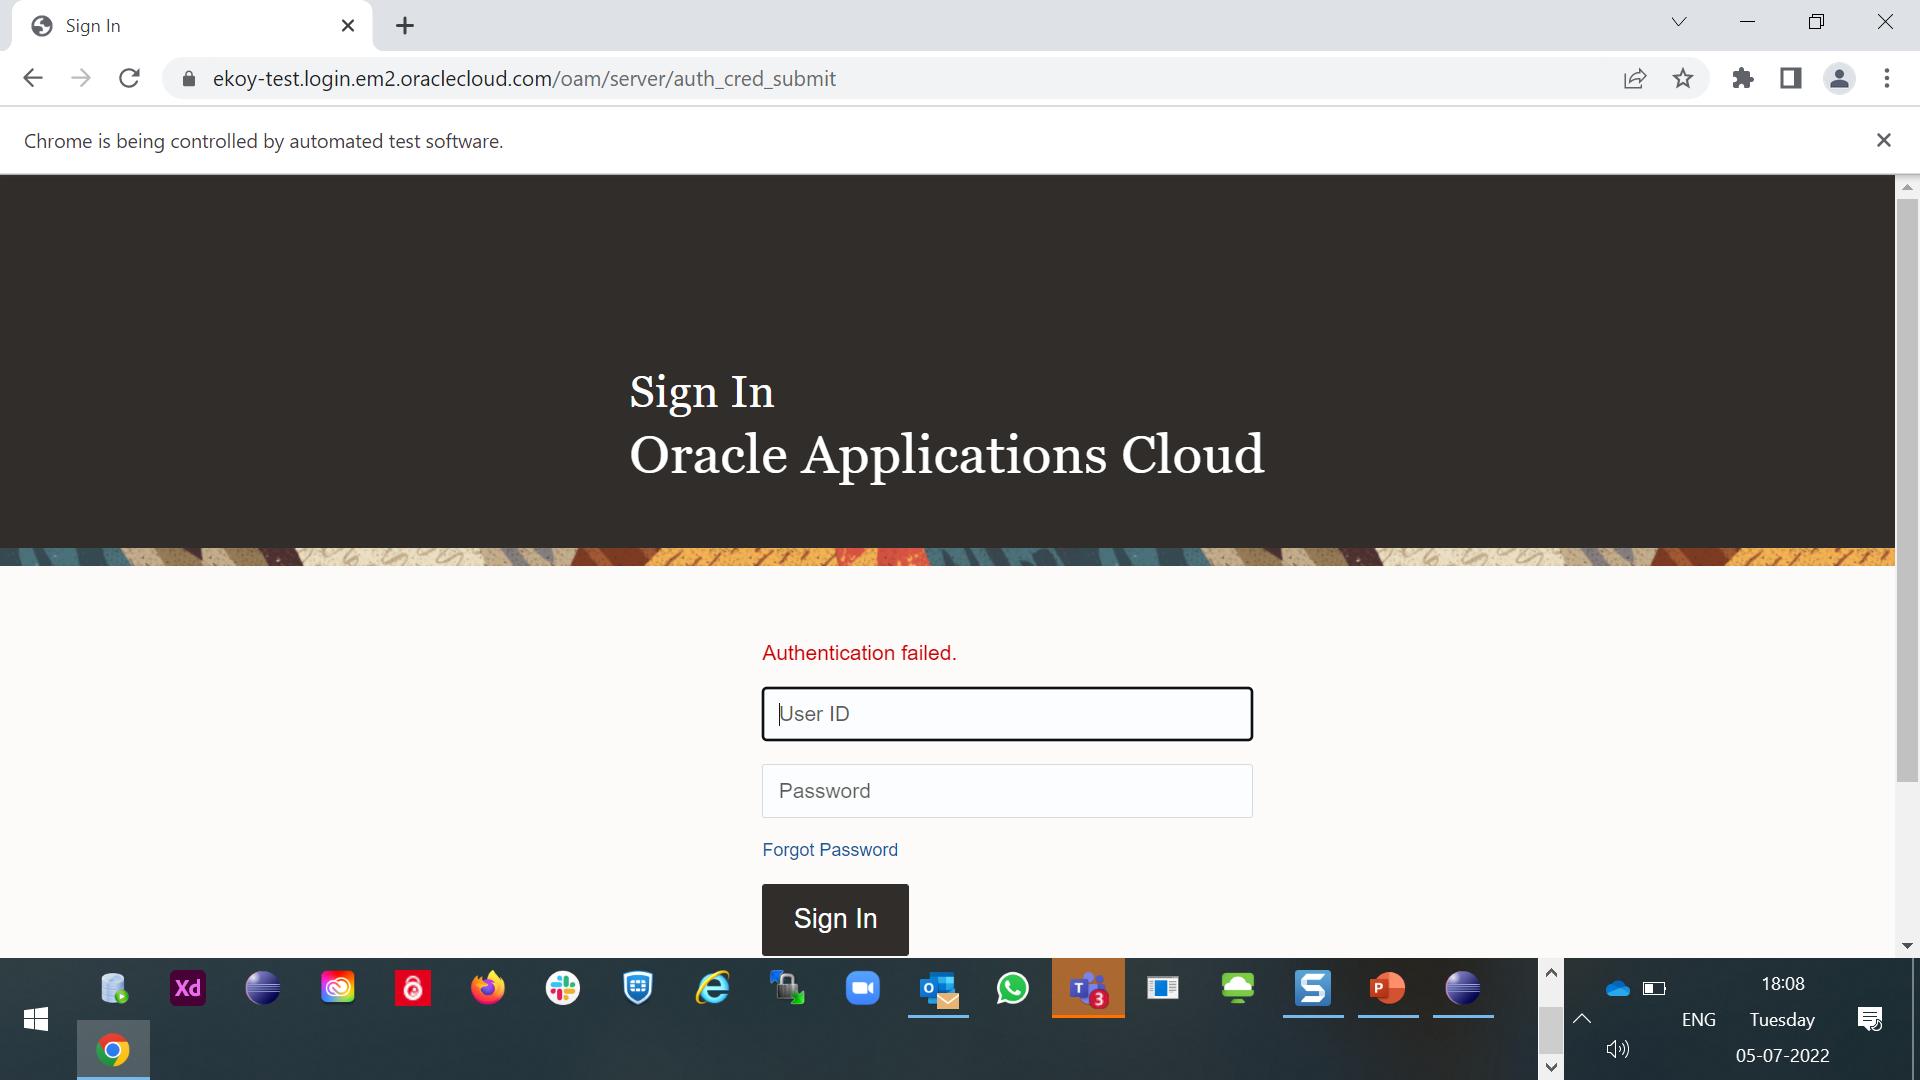 Sign In
ekoy-test.login.em2.oraclecloud.com/oam/server/auth_cred_submit
Chrome is being controlled by automated test software.
Sign In
Oracle Applications Cloud
Authentication failed.
User ID
Password
Forgot Password
Sign In
Xd
O
T
3
S
P
18:08
ENG
Tuesday
05-07-2022